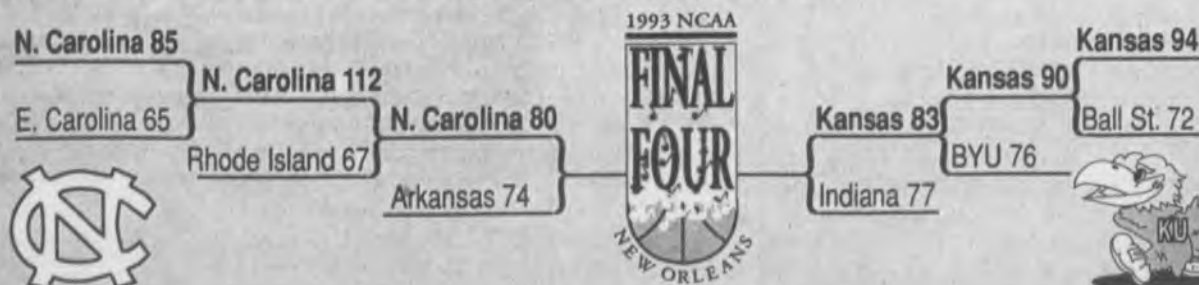 N. Carolina 85
E. Carolina 65
N. Carolina 112
Rhode Island 67
N. Carolina 80
Arkansas 74
NC
1993 NCAA
FINAL
FOUR
NEW ORLEANS
Kansas 83
Indiana 77
Kansas 90
BYU 76
Kansas 94
Ball St. 72
KU